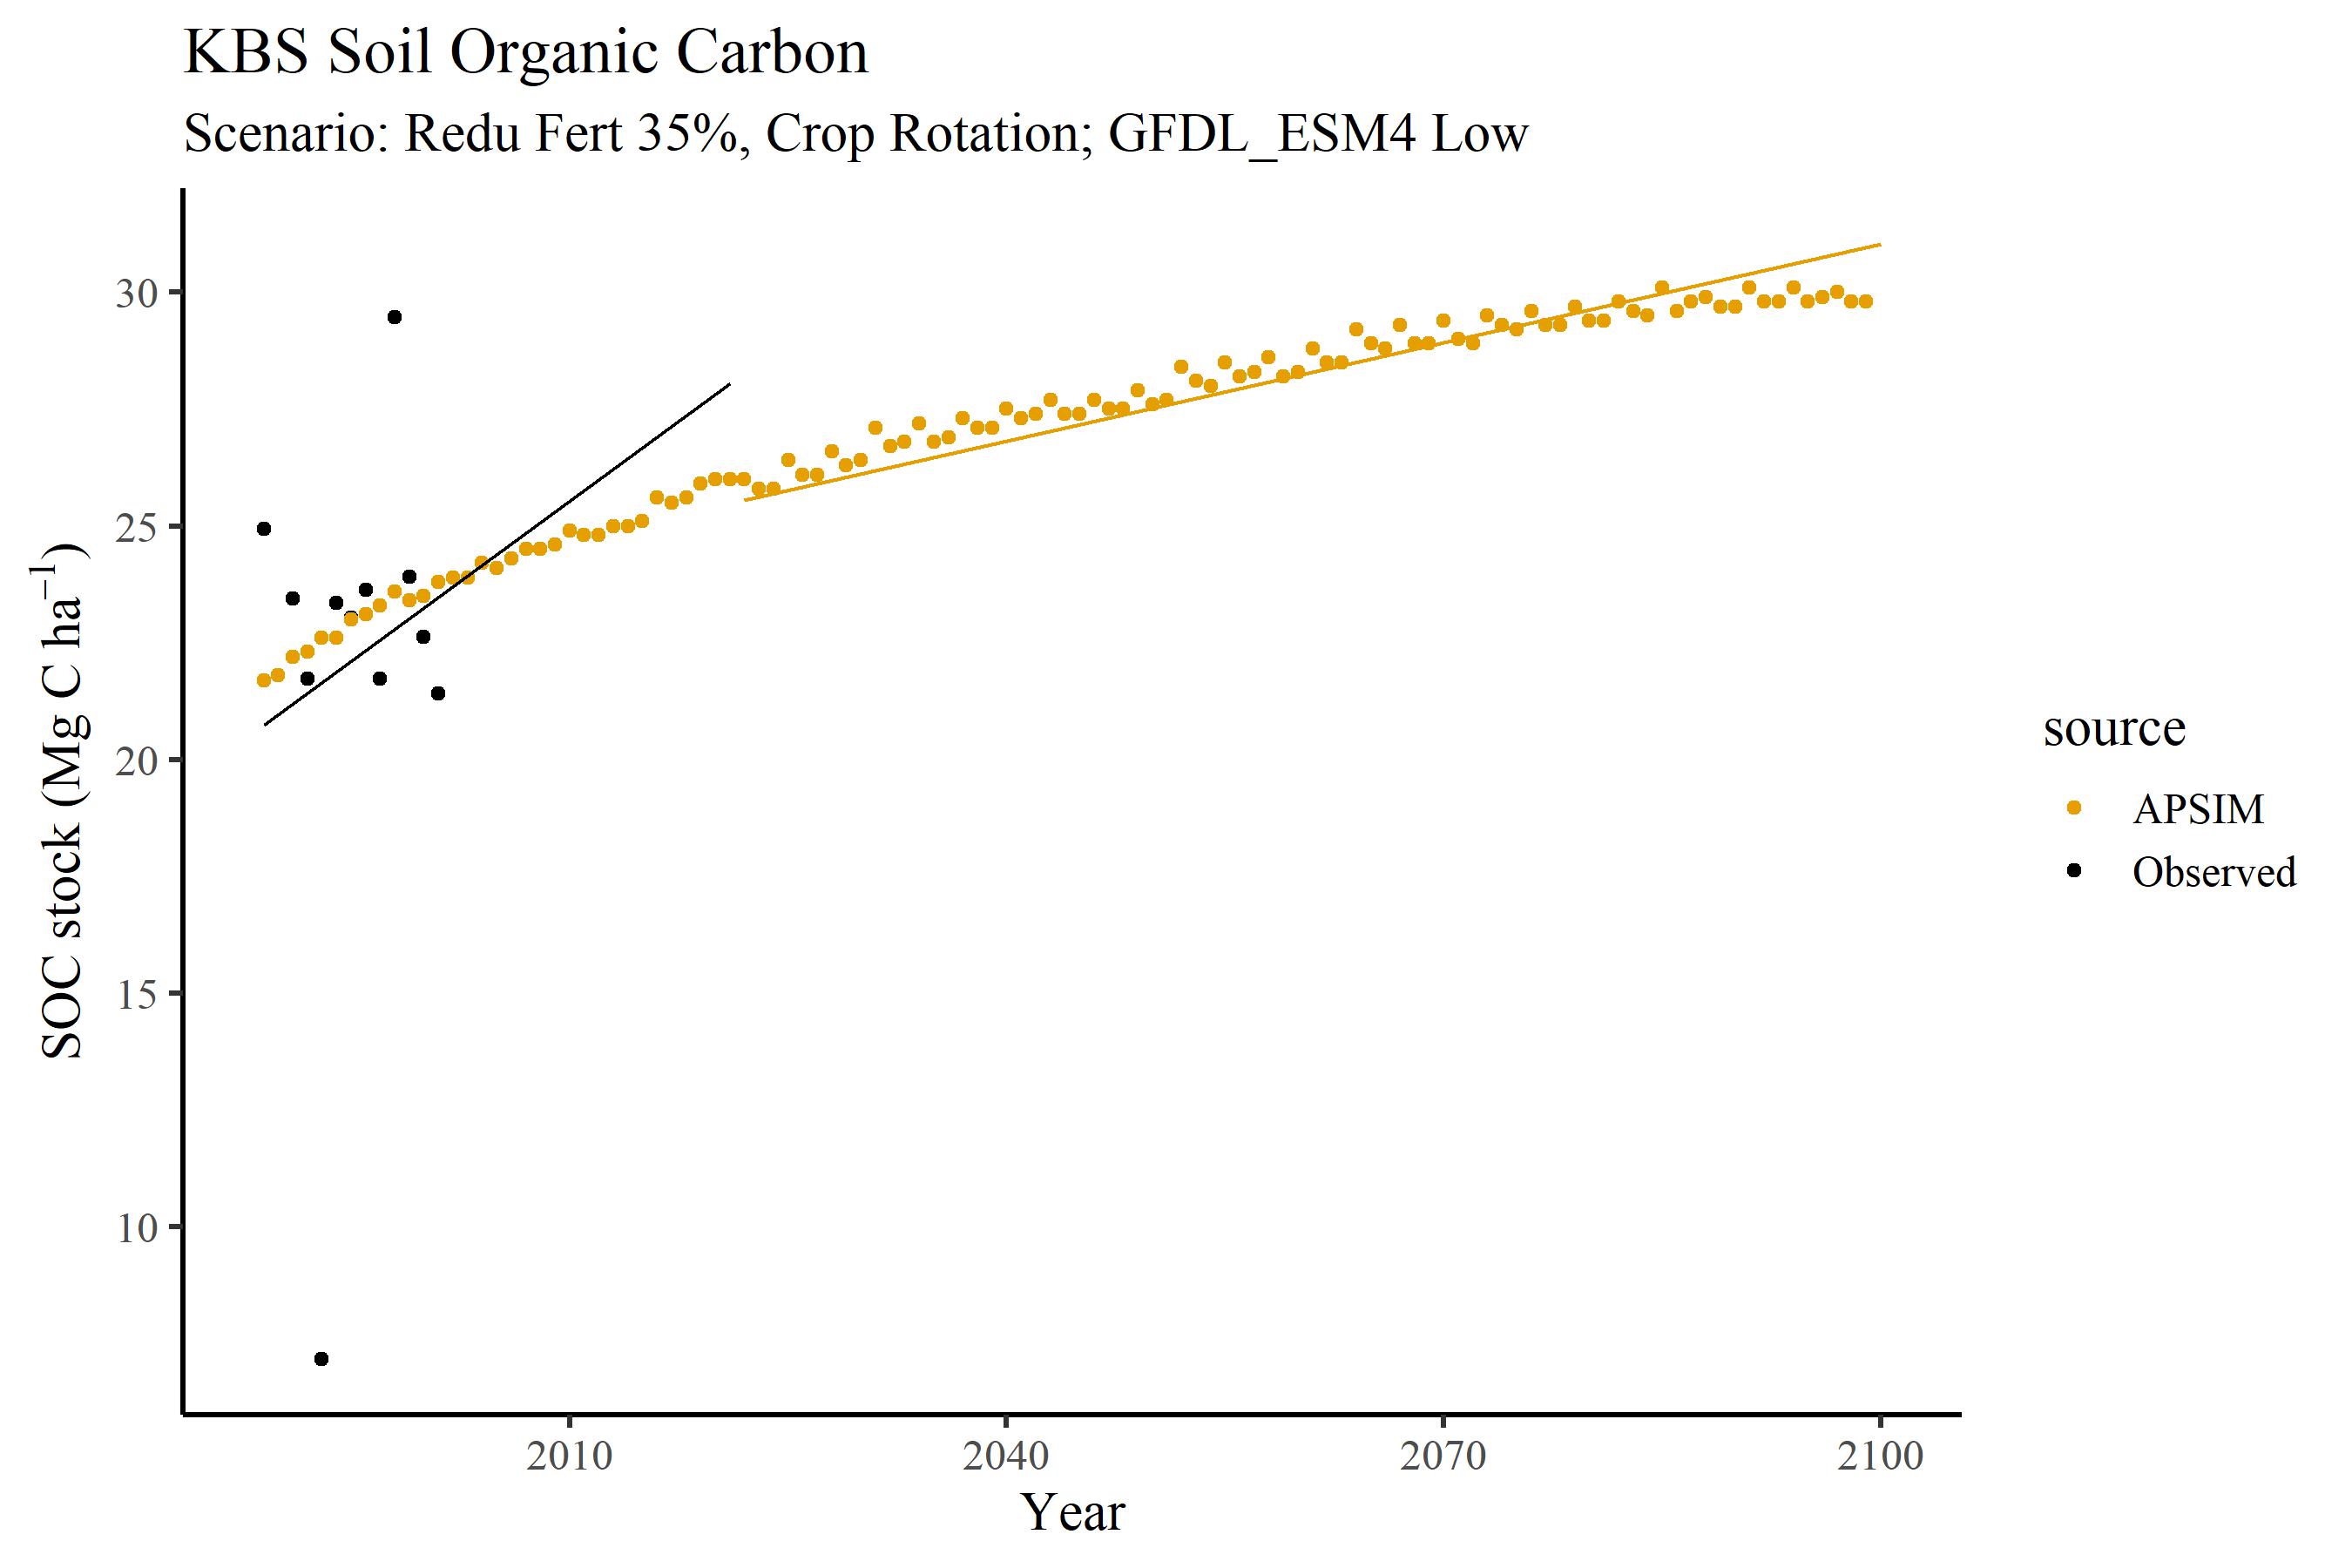 KBS Soil Organic Carbon
Scenario: Redu Fert 35%, Crop Rotation; GFDL_ESM4 Low
SOC stock (Mg C ha⁻¹)
30
25
20
15
10
2010
2040
2070
2100
Year
source
APSIM
Observed